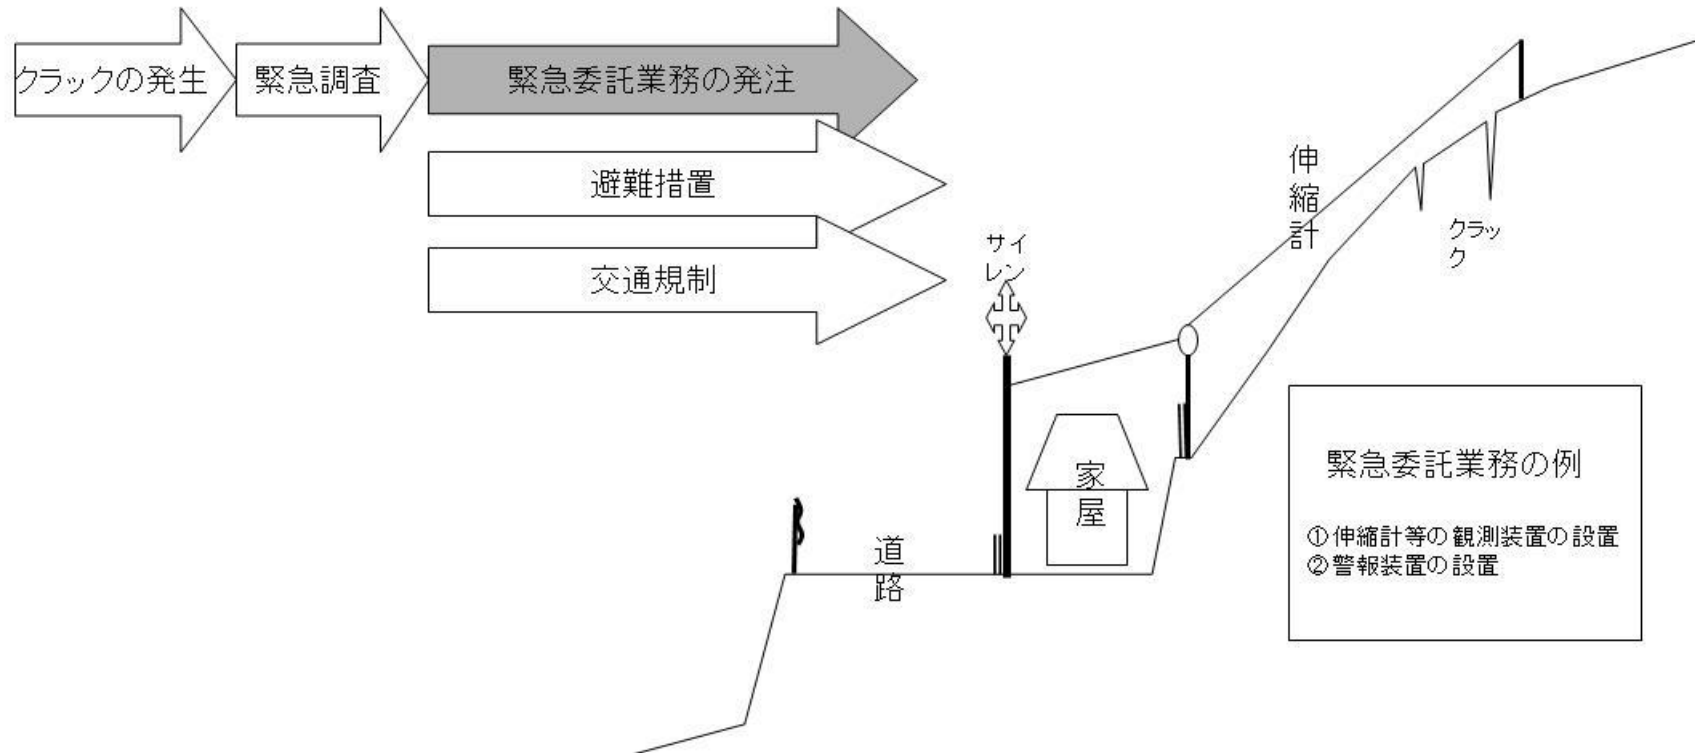 クラックの発生
緊急調査
緊急委託業務の発注
避難措置
交通規制
サイ
レン
伸
縮
計
クラッ
ク
家
屋
道
路
緊急委託業務の例
①伸縮計等の観測装置の設置
②警報装置の設置